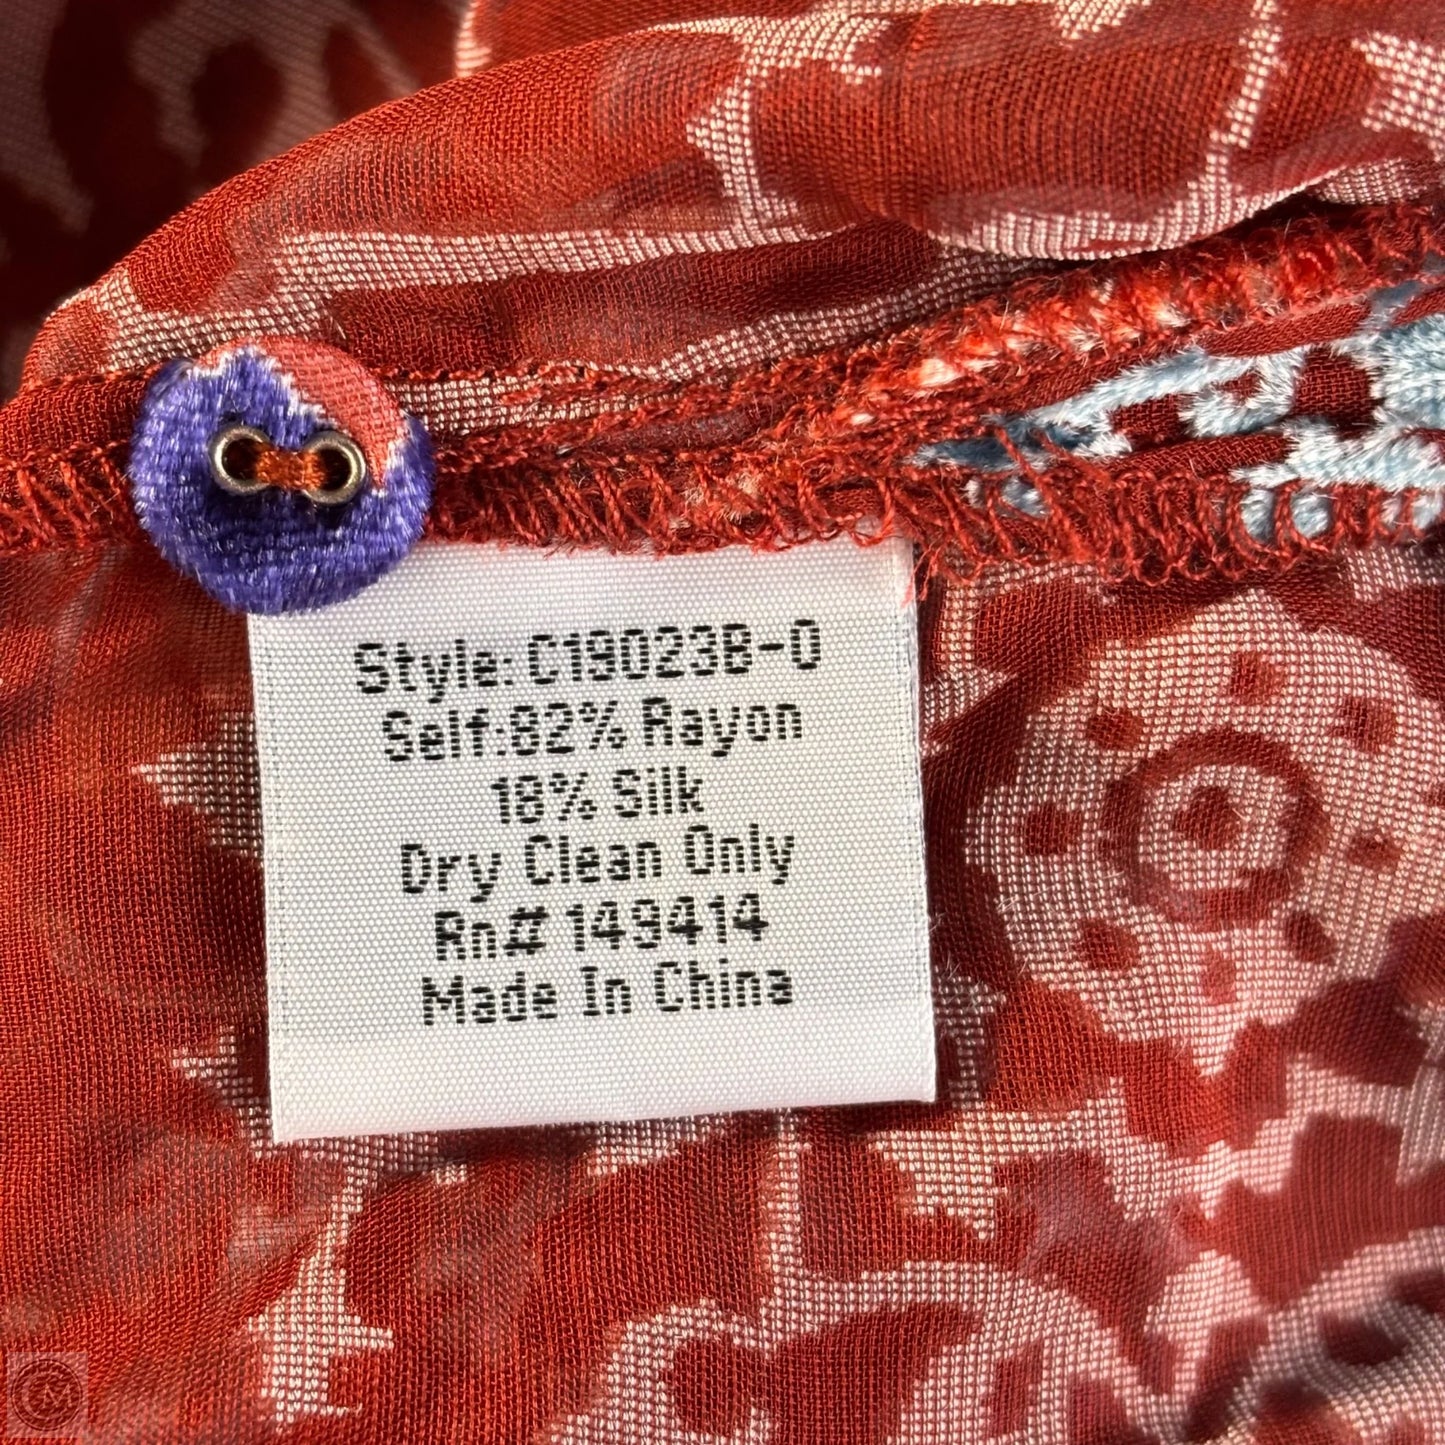 Style: C19023B-0
Self:82% Rayon
18% Silk
Dry Clean Only
Rn# 149414
Made In China